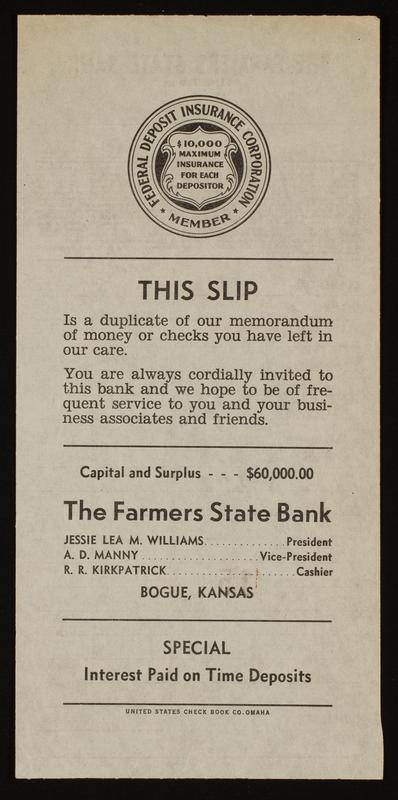 FEDERAL DEPOSIT INSURANCE CORPORATION
$10,000
MAXIMUM
INSURANCE
FOR EACH
DEPOSITOR
★ MEMBER ★
THIS SLIP
Is a duplicate of our memorandum
of money or checks you have left in
our care.
You are always cordially invited to
this bank and we hope to be of fre-
quent service to you and your busi-
ness associates and friends.
Capital and Surplus - - - $60,000.00
The Farmers State Bank
JESSIE LEA M. WILLIAMS..............President
A. D. MANNY.....................Vice-President
R. R. KIRKPATRICK.......................Cashier
BOGUE, KANSAS
SPECIAL
Interest Paid on Time Deposits
UNITED STATES CHECK BOOK CO. OMAHA